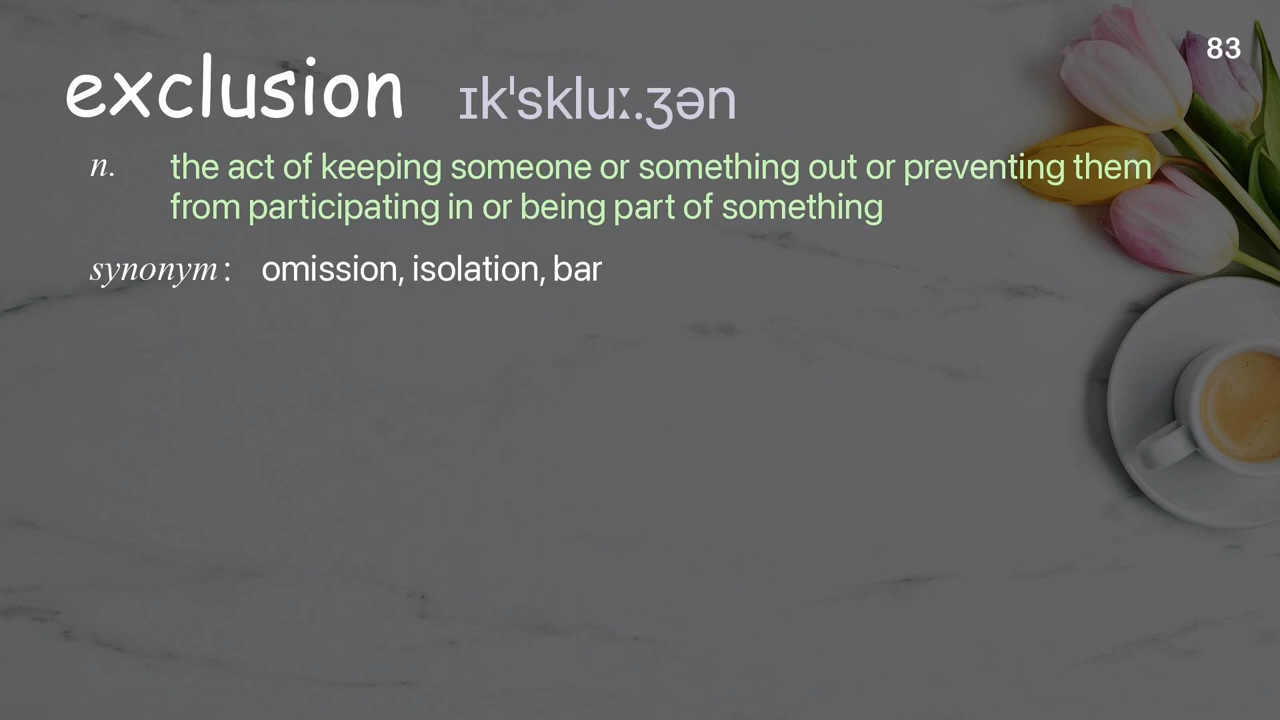 83
exclusion ɪkˈskluː.ʒən
n. the act of keeping someone or something out or preventing them
from participating in or being part of something
synonym: omission, isolation, bar